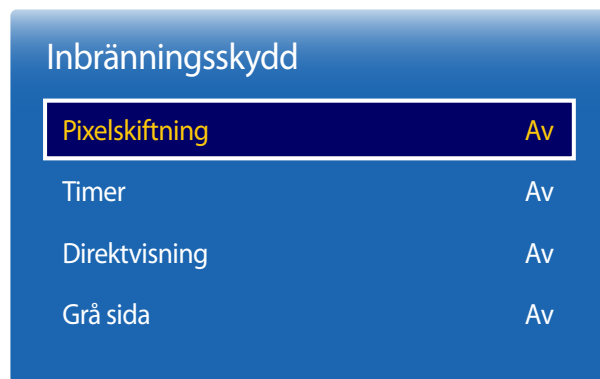 Inbränningsskydd
Pixelskiftning Av
Timer Av
Direktvisning Av
Grå sida Av